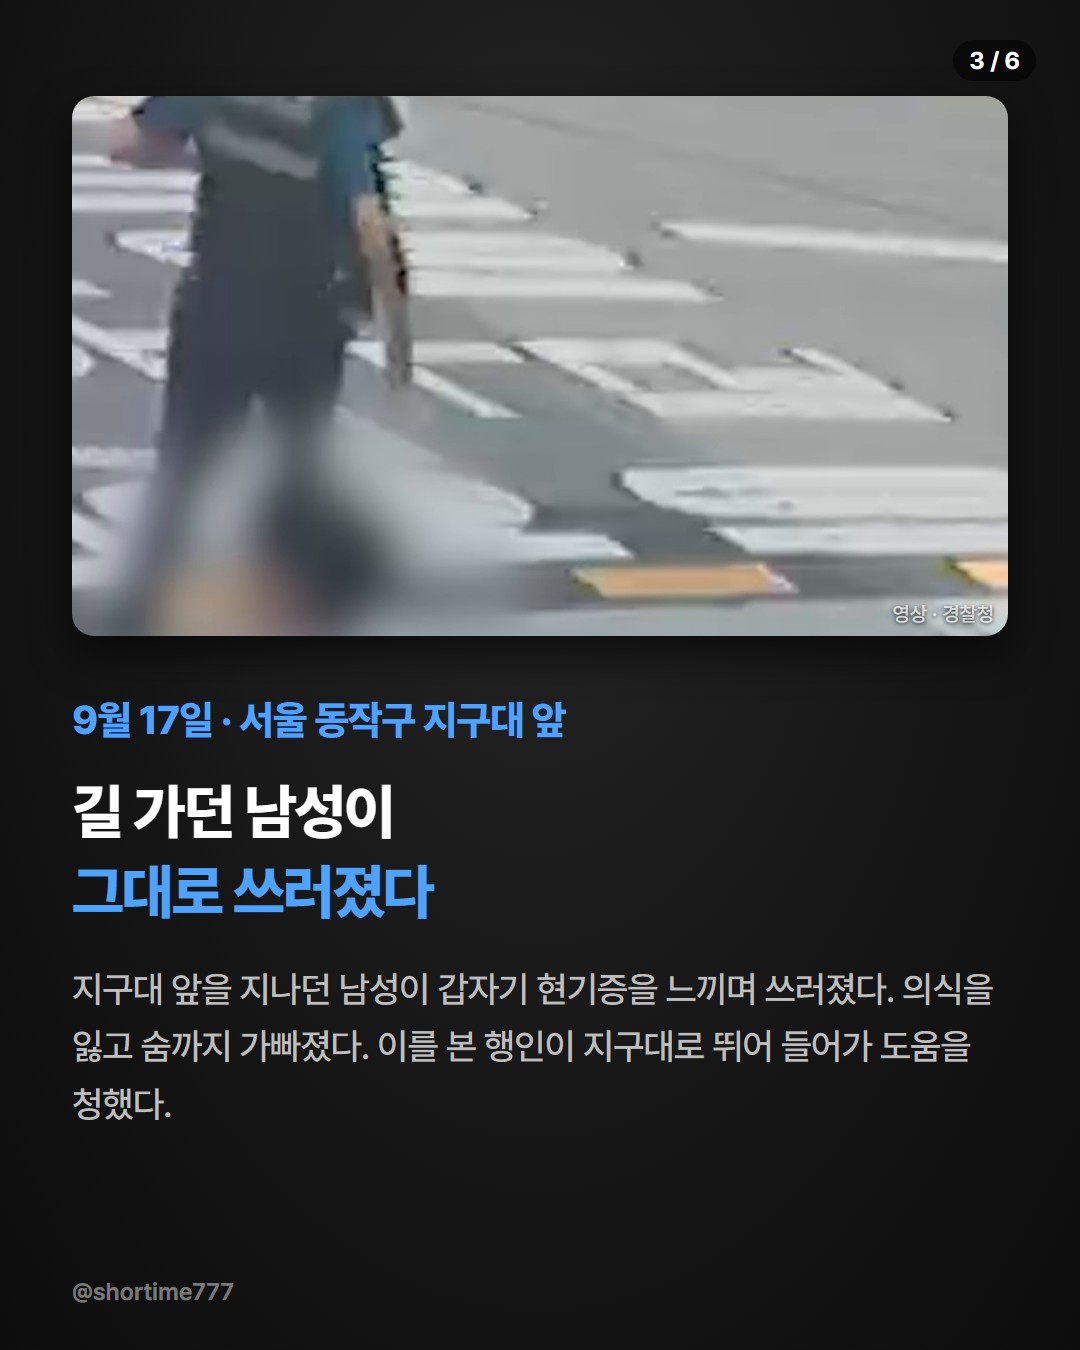 3 / 6
영상 · 경찰청
9월 17일 · 서울 동작구 지구대 앞
길 가던 남성이
그대로 쓰러졌다
지구대 앞을 지나던 남성이 갑자기 현기증을 느끼며 쓰러졌다. 의식을
잃고 숨까지 가빠졌다. 이를 본 행인이 지구대로 뛰어 들어가 도움을
청했다.
@shortime777